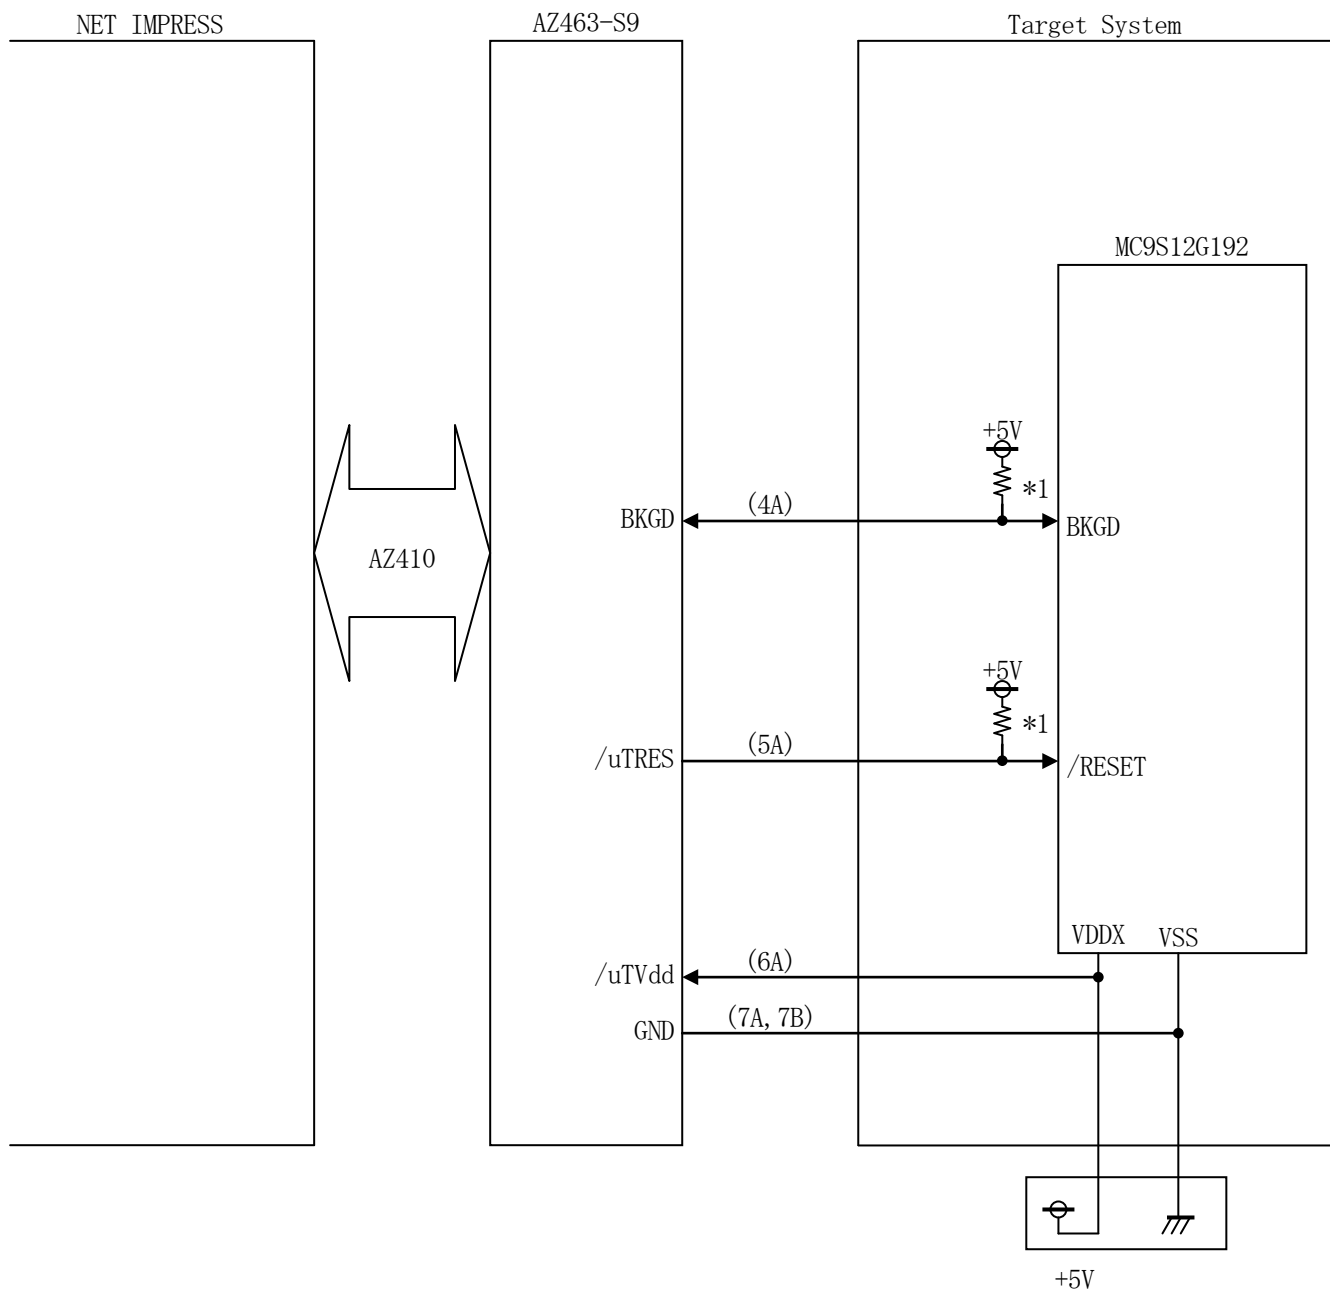 NET IMPRESS
AZ463-S9
Target System
MC9S12G192
+5V
*1
BKGD
(4A)
BKGD
AZ410
+5V
*1
/uTRES
(5A)
/RESET
VDDX
VSS
/uTVdd
(6A)
GND
(7A, 7B)
+5V